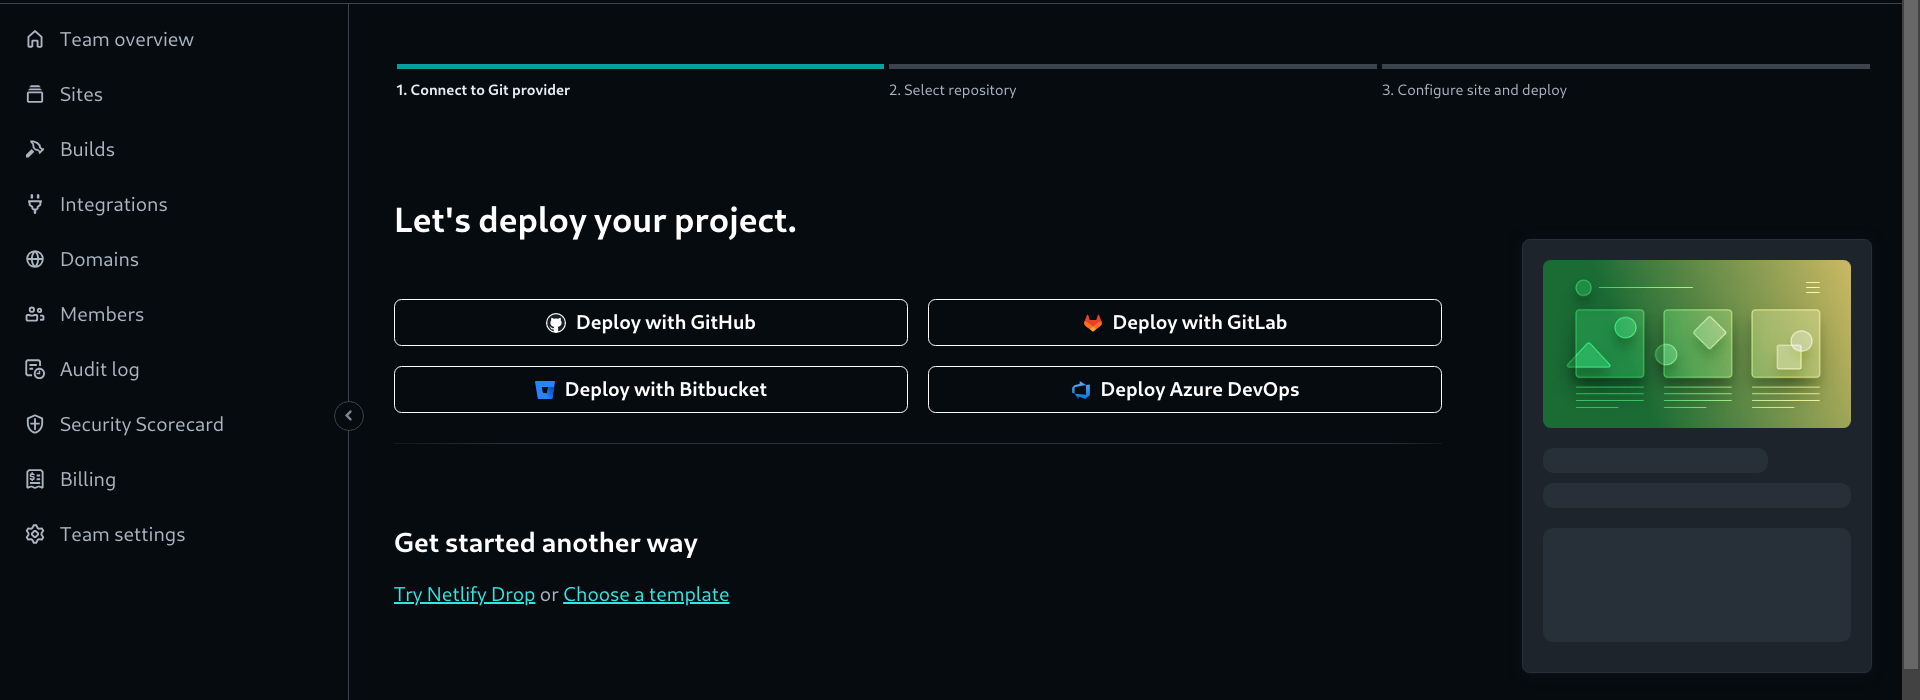 Team overview
Sites
Builds
Integrations
Domains
Members
Audit log
Security Scorecard
Billing
Team settings
1. Connect to Git provider
2. Select repository
3. Configure site and deploy
Let's deploy your project.
Deploy with GitHub
Deploy with GitLab
Deploy with Bitbucket
Deploy Azure DevOps
Get started another way
Try Netlify Drop or Choose a template